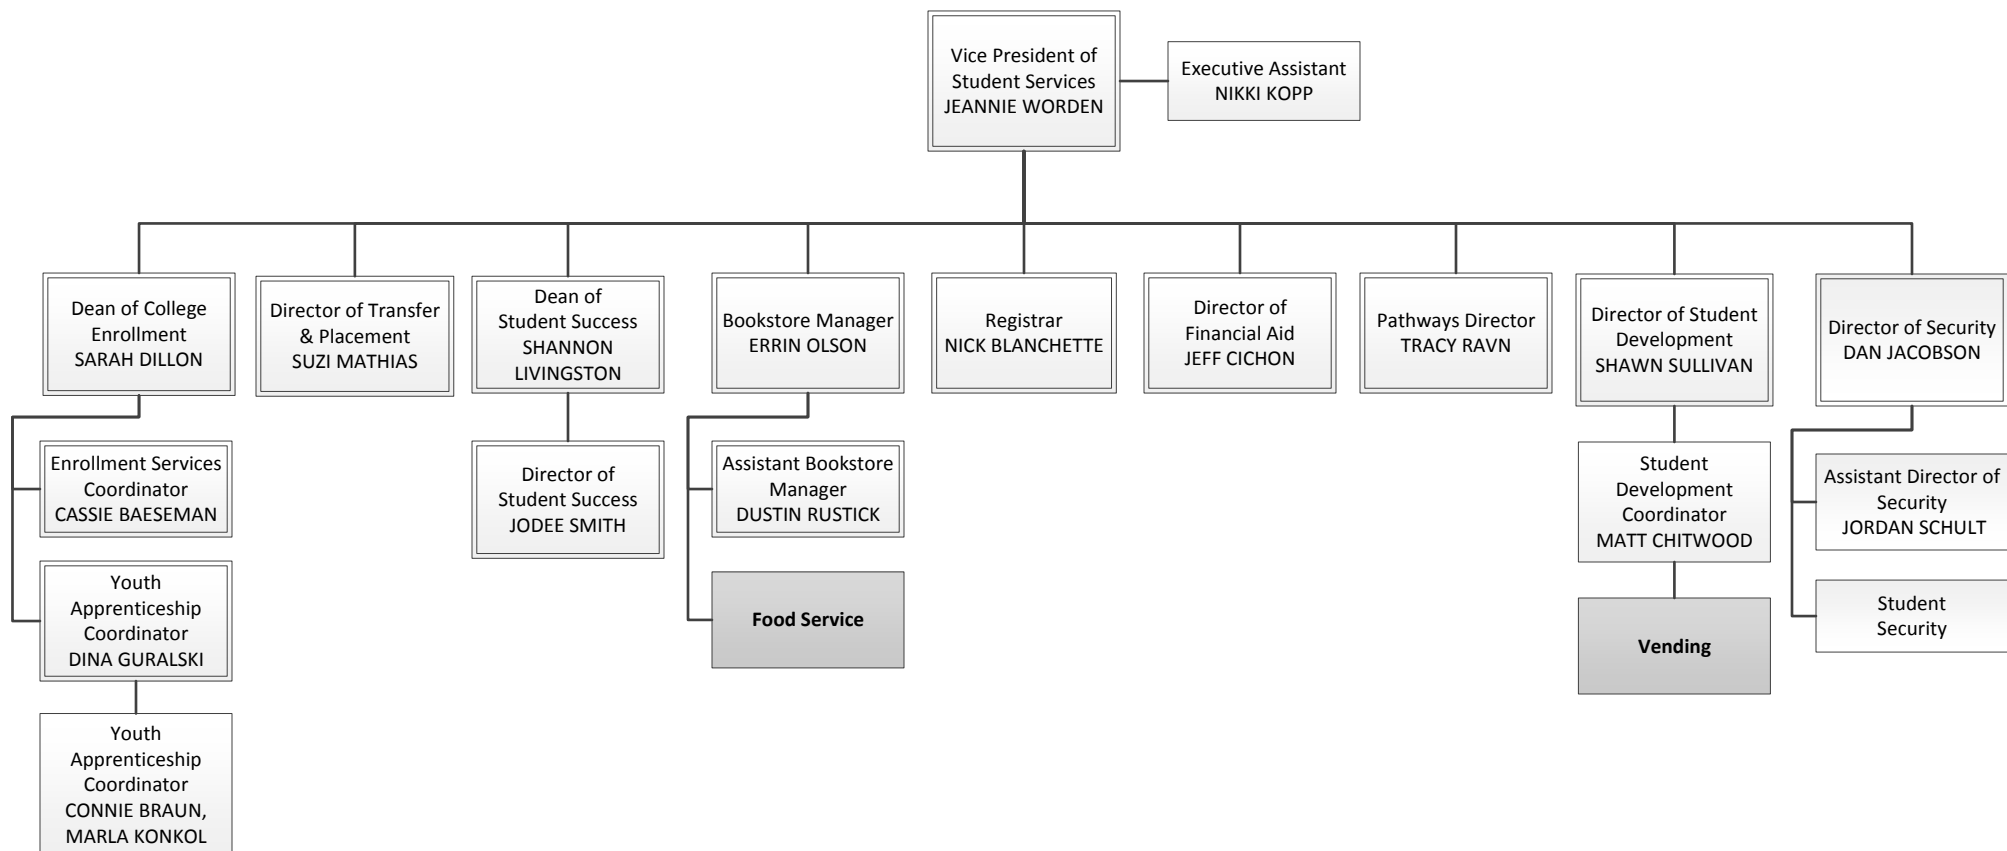 Vice President of
Student Services
JEANNIE WORDEN
Executive Assistant
NIKKI KOPP
Dean of College
Enrollment
SARAH DILLON
Director of Transfer
& Placement
SUZI MATHIAS
Dean of
Student Success
SHANNON
LIVINGSTON
Bookstore Manager
ERRIN OLSON
Registrar
NICK BLANCHETTE
Director of
Financial Aid
JEFF CICHON
Pathways Director
TRACY RAVN
Director of Student
Development
SHAWN SULLIVAN
Director of Security
DAN JACOBSON
Enrollment Services
Coordinator
CASSIE BAESEMAN
Director of
Student Success
JODEE SMITH
Assistant Bookstore
Manager
DUSTIN RUSTICK
Student
Development
Coordinator
MATT CHITWOOD
Assistant Director of
Security
JORDAN SCHULT
Youth
Apprenticeship
Coordinator
DINA GURALSKI
Food Service
Vending
Student
Security
Youth
Apprenticeship
Coordinator
CONNIE BRAUN,
MARLA KONKOL